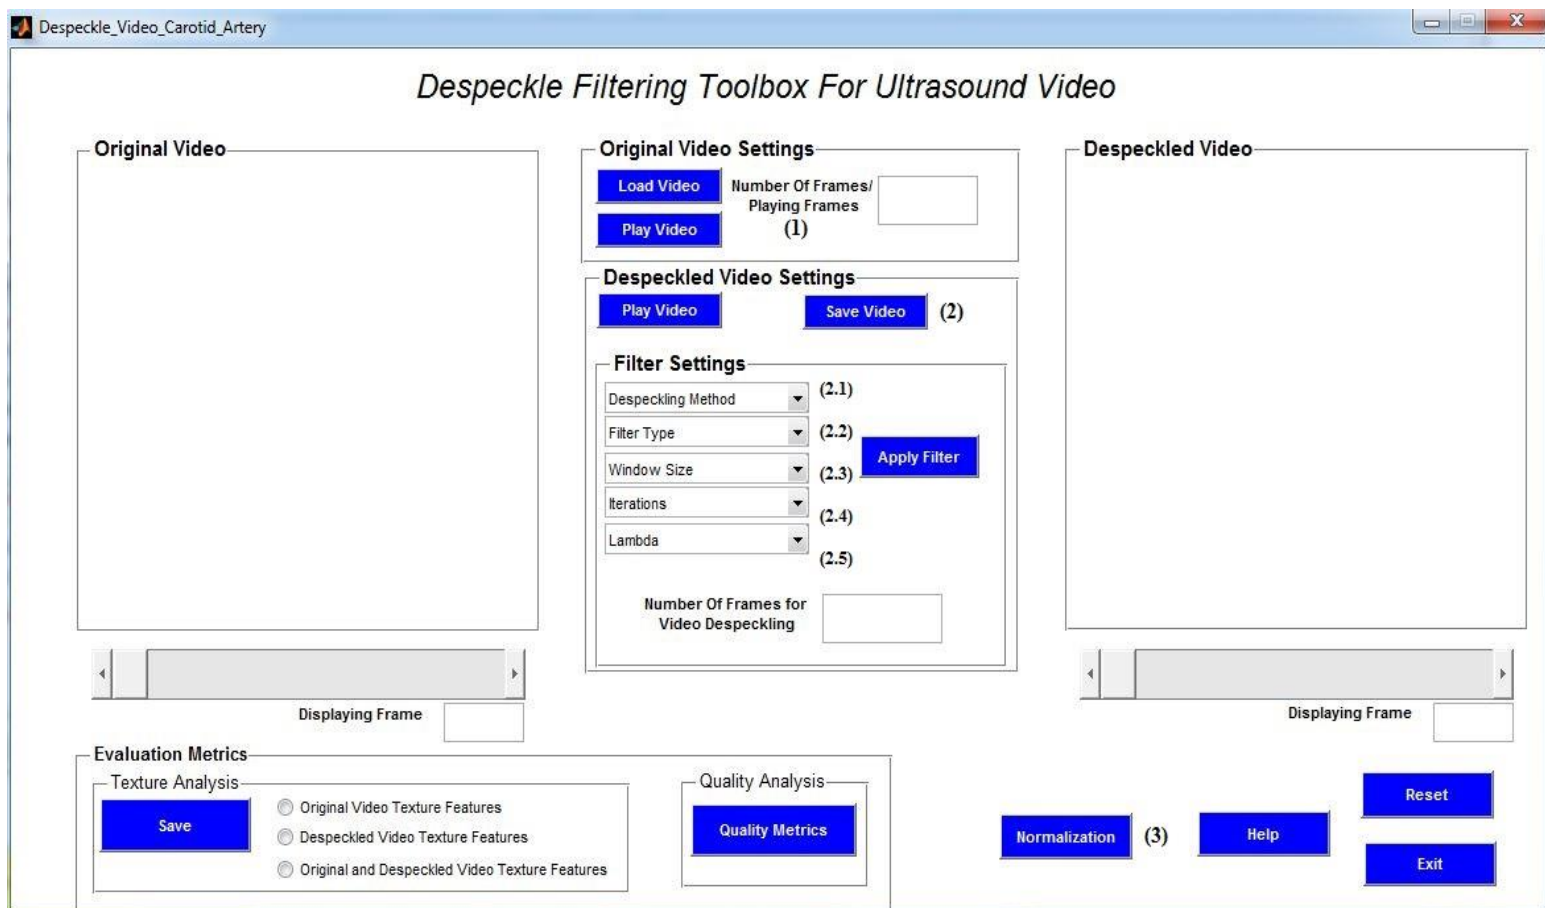 Despeckle_Video_Carotid_Artery
Despeckle Filtering Toolbox For Ultrasound Video
Original Video
Original Video Settings
Load Video
Number Of Frames/
Playing Frames
Play Video
(1)
Despeckled Video Settings
Play Video
Save Video
(2)
Filter Settings
Despeckling Method
(2.1)
Filter Type
(2.2)
Window Size
(2.3)
Iterations
(2.4)
Lambda
(2.5)
Apply Filter
Number Of Frames for
Video Despeckling
Despeckled Video
Displaying Frame
Displaying Frame
Evaluation Metrics
Texture Analysis
Save
Original Video Texture Features
Despeckled Video Texture Features
Original and Despeckled Video Texture Features
Quality Analysis
Quality Metrics
Normalization
(3)
Help
Reset
Exit